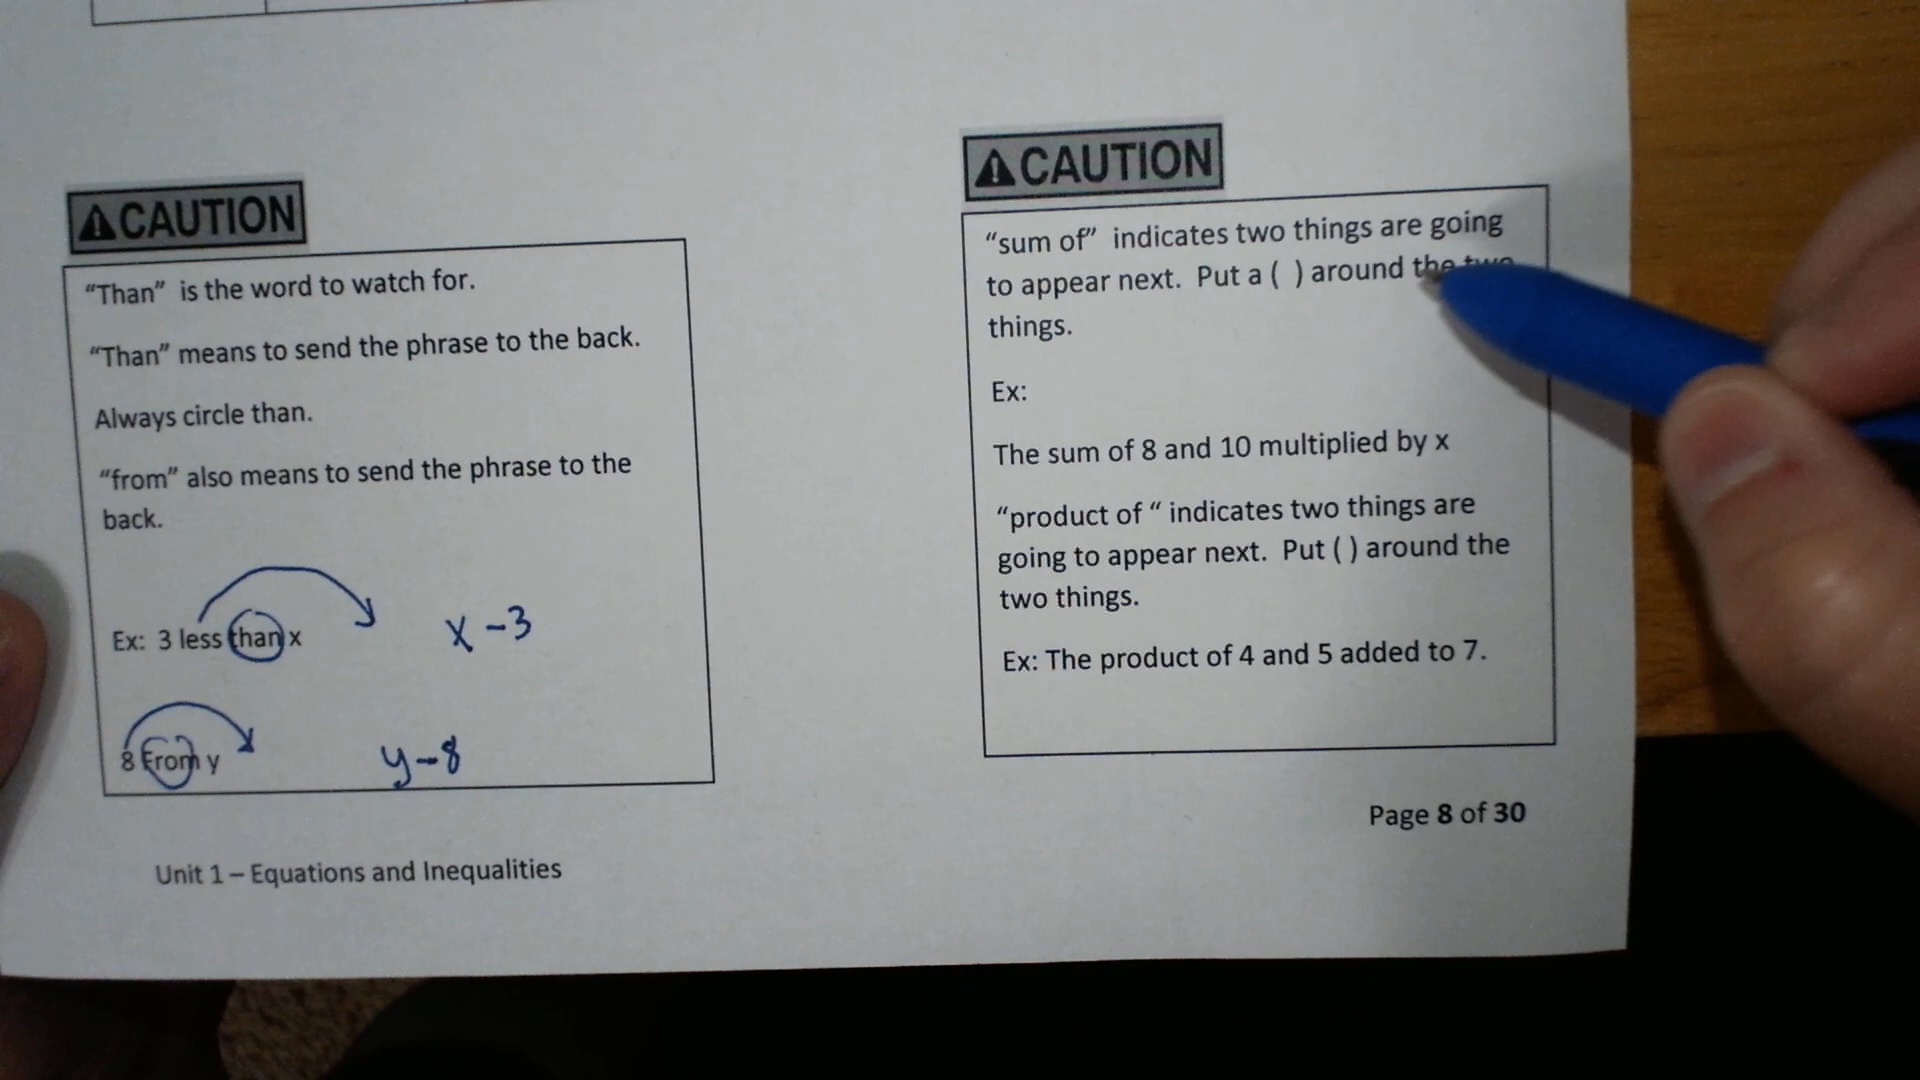 CAUTION
"Than" is the word to watch for.
"Than" means to send the phrase to the back.
Always circle than.
"from" also means to send the phrase to the
back.
Ex: 3 less than x
x - 3
8 From y
y - 8
Unit 1 – Equations and Inequalities
CAUTION
"sum of" indicates two things are going
to appear next. Put a ( ) around the two
things.
Ex:
The sum of 8 and 10 multiplied by x
"product of " indicates two things are
going to appear next. Put ( ) around the
two things.
Ex: The product of 4 and 5 added to 7.
Page 8 of 30